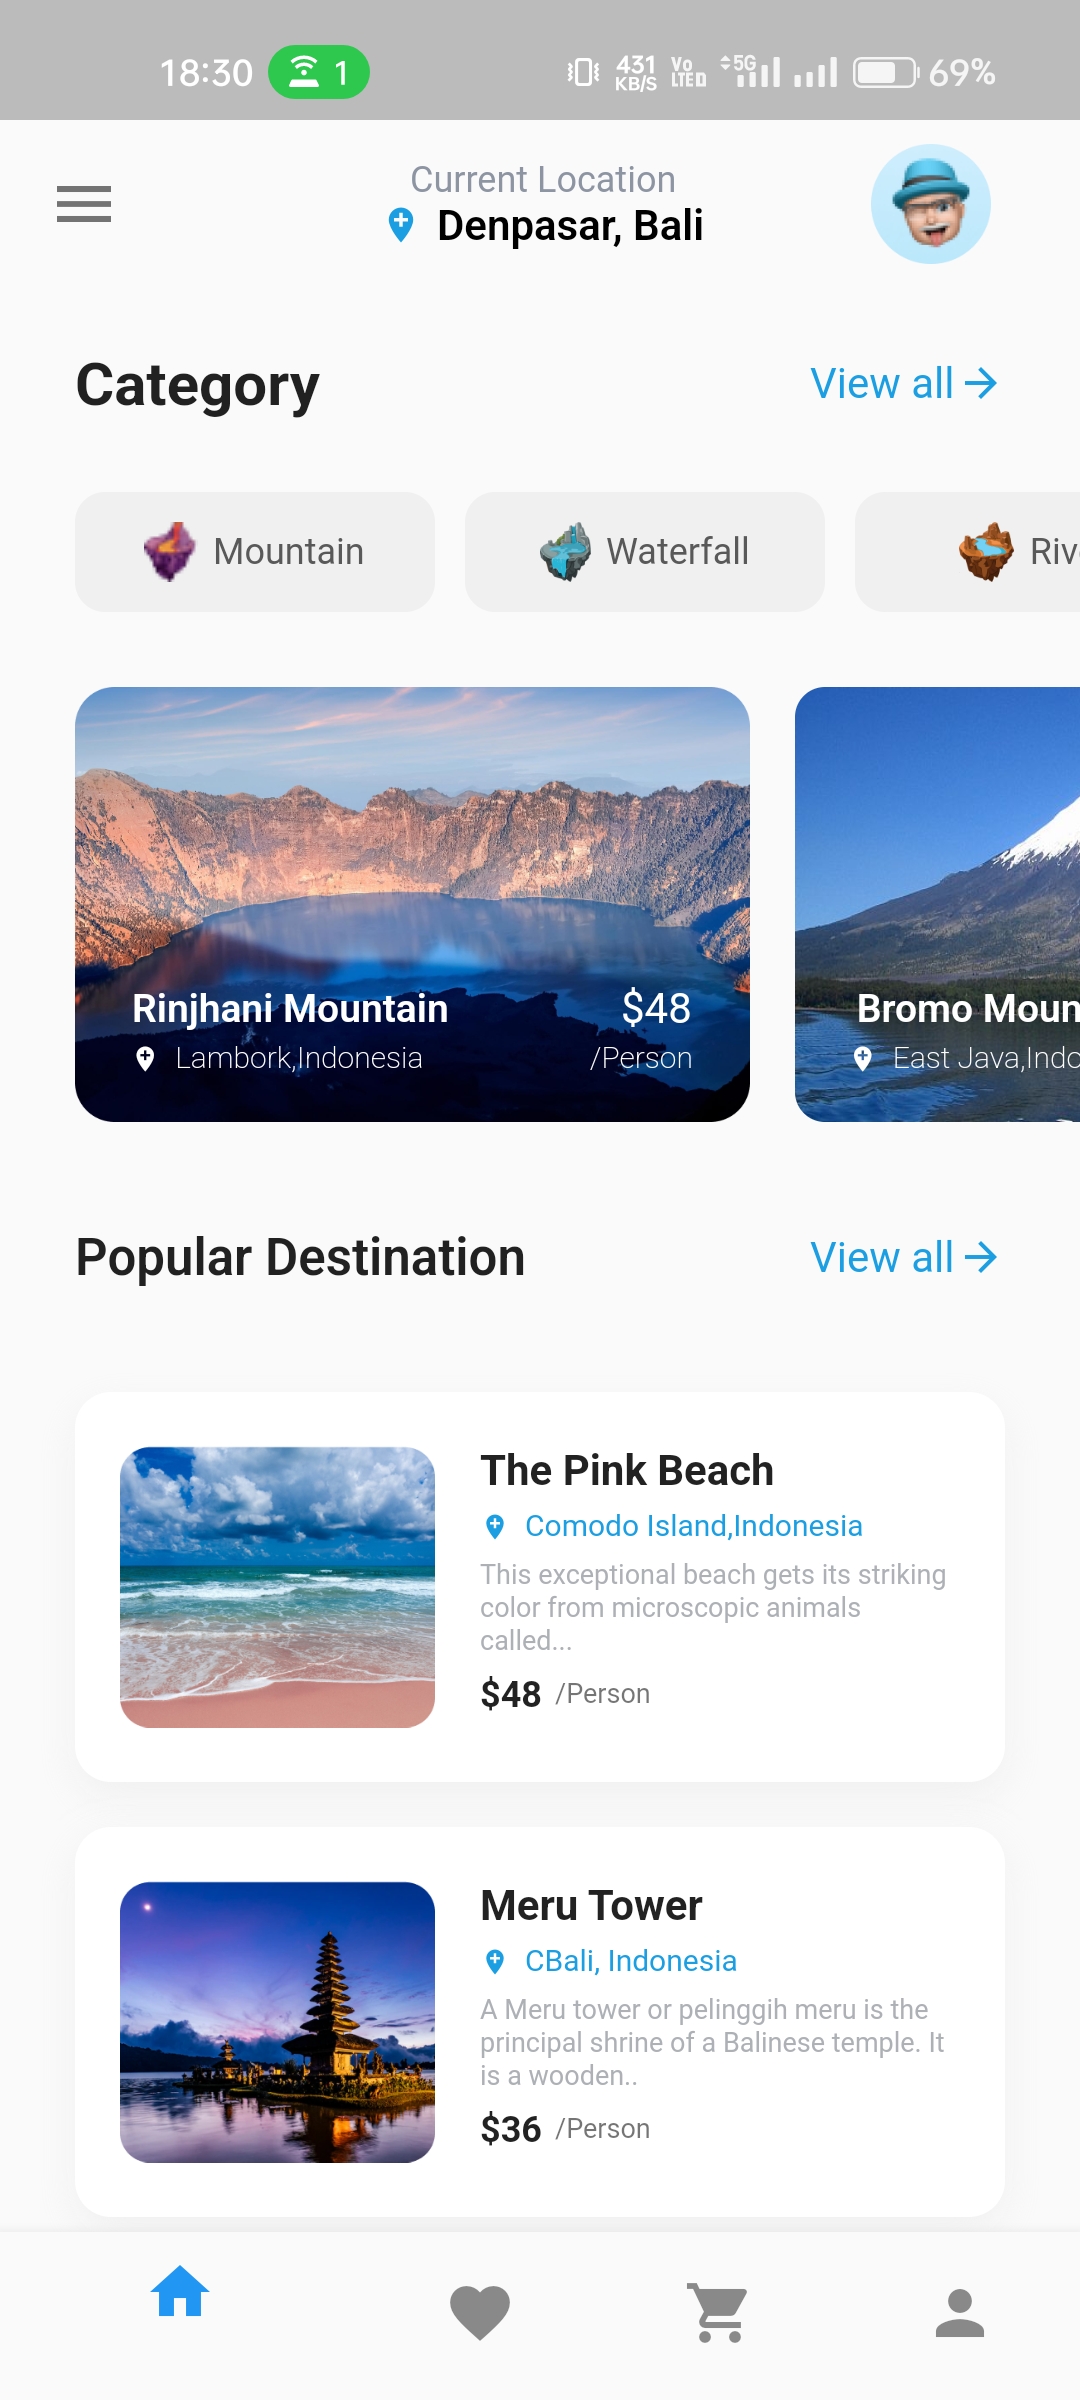 18:30 1 431 KB/S Vo LTE 5G 69%
Current Location
Denpasar, Bali
Category View all
Mountain Waterfall
Rinjhani Mountain $48
Lambork,Indonesia /Person
Bromo Moun
East Java,Indo
Popular Destination View all
The Pink Beach
Comodo Island,Indonesia
This exceptional beach gets its striking
color from microscopic animals
called...
$48 /Person
Meru Tower
CBali, Indonesia
A Meru tower or pelinggih meru is the
principal shrine of a Balinese temple. It
is a wooden..
$36 /Person